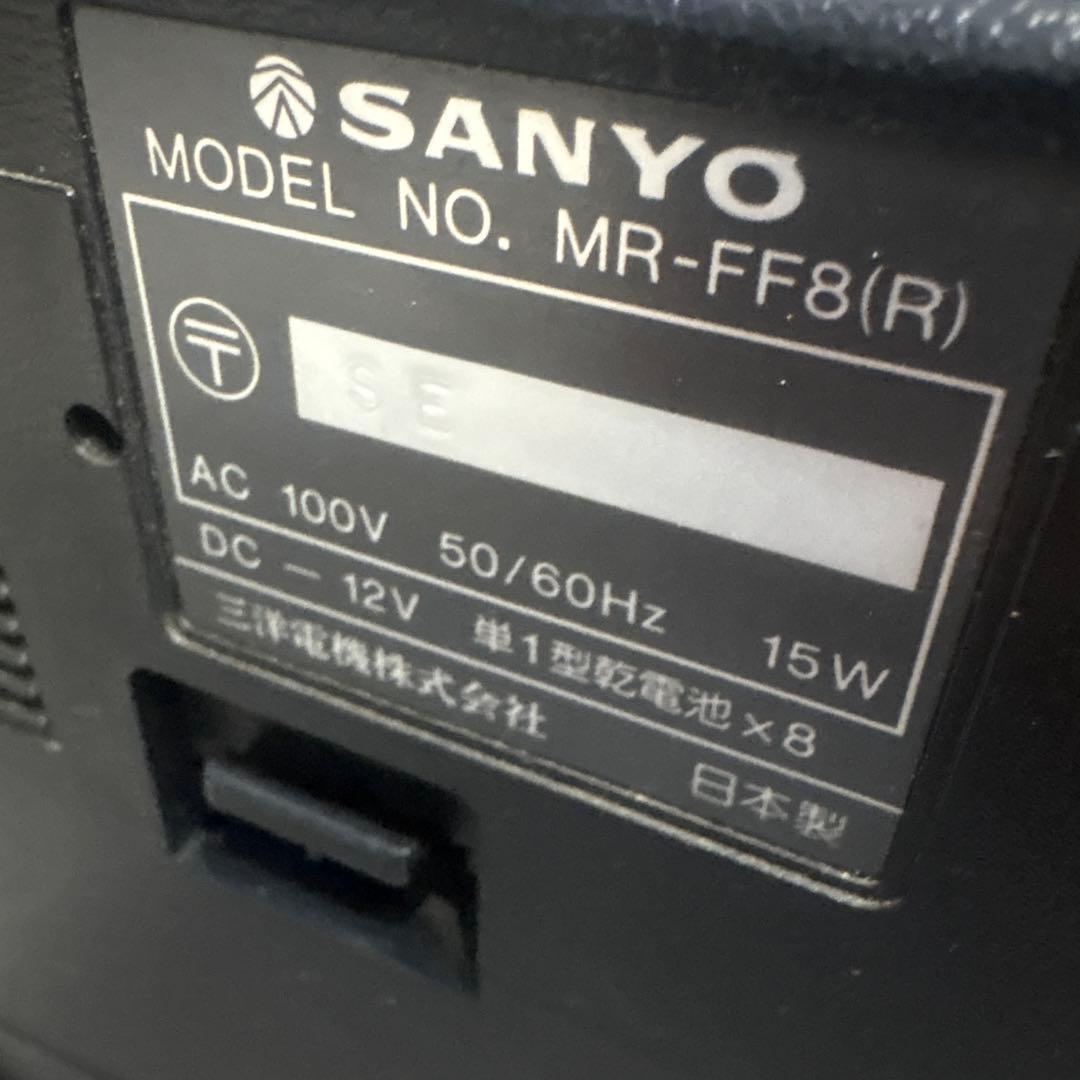 SANYO
MODEL NO. MR-FF8(R)
〒 SE
AC 100V 50/60Hz 15W
DC ⎓ 12V 単1型乾電池×8
三洋電機株式会社
日本製